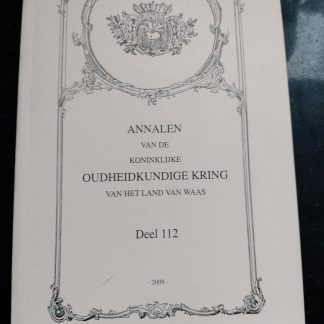 ANNALEN
VAN DE
KONINKLIJKE
OUDHEIDKUNDIGE KRING
VAN HET LAND VAN WAAS
Deel 112
- 2009 -